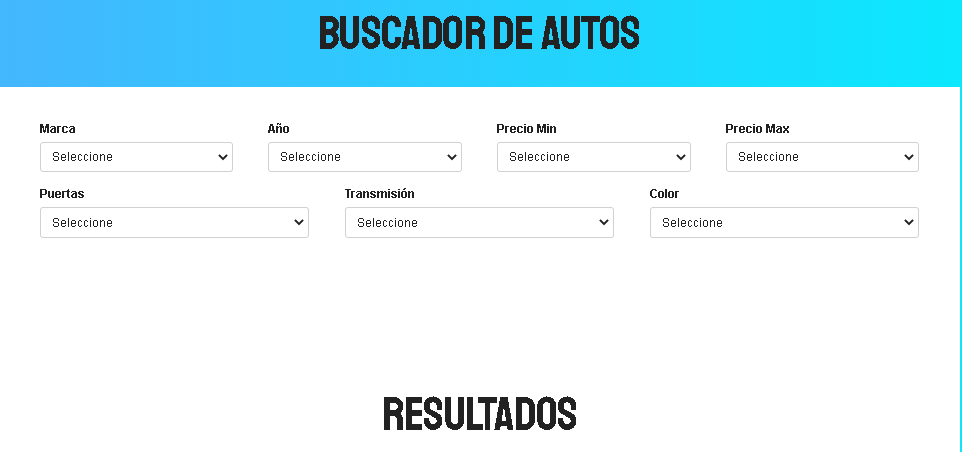 BUSCADOR DE AUTOS
Marca Año Precio Min Precio Max
Seleccione Seleccione Seleccione Seleccione
Puertas Transmisión Color
Seleccione Seleccione Seleccione
RESULTADOS